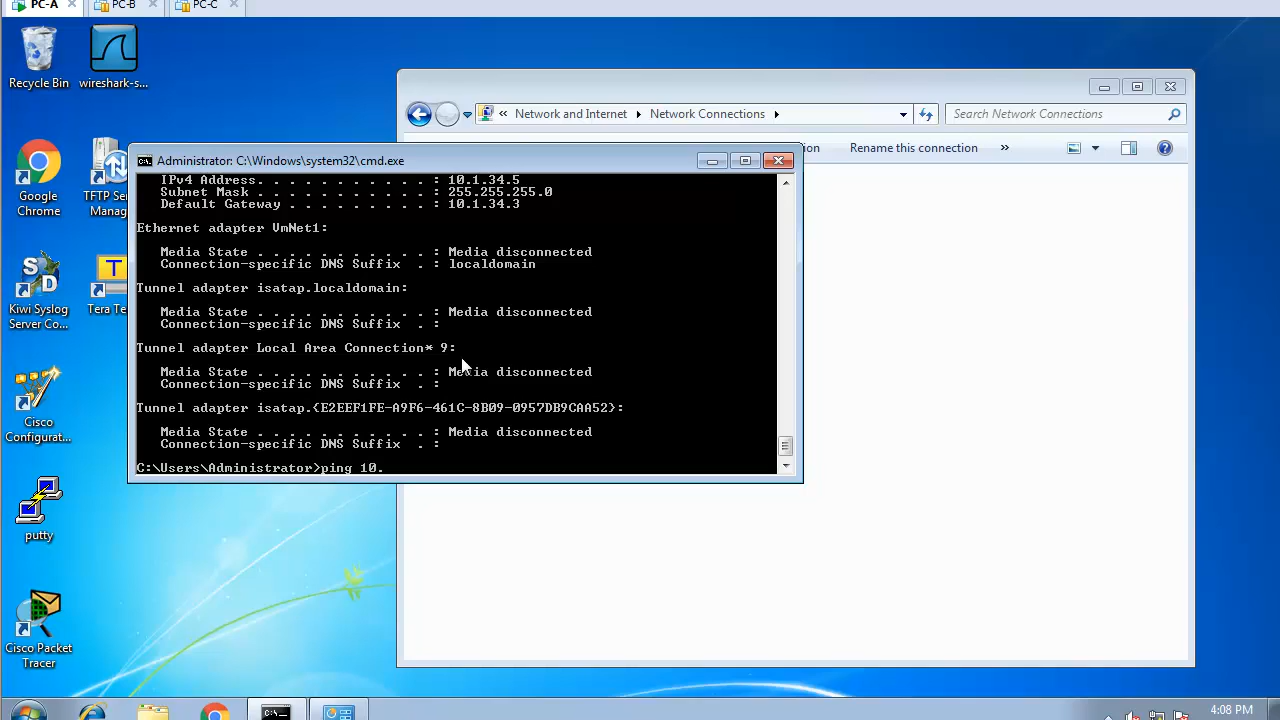 PC-A
PC-B
PC-C
Recycle Bin
wireshark-s...
Google
Chrome
TFTP Se
Manag
Kiwi Syslog
Server Co...
Tera Te
Cisco
Configurat...
putty
Cisco Packet
Tracer
Network and Internet
Network Connections
Search Network Connections
ion
Rename this connection
»
Administrator: C:\Windows\system32\cmd.exe
IPv4 Address. . . . . . . . . . . : 10.1.34.5
Subnet Mask . . . . . . . . . . . : 255.255.255.0
Default Gateway . . . . . . . . . : 10.1.34.3
Ethernet adapter VmNet1:
Media State . . . . . . . . . . . : Media disconnected
Connection-specific DNS Suffix  . : localdomain
Tunnel adapter isatap.localdomain:
Media State . . . . . . . . . . . : Media disconnected
Connection-specific DNS Suffix  . :
Tunnel adapter Local Area Connection* 9:
Media State . . . . . . . . . . . : Media disconnected
Connection-specific DNS Suffix  . :
Tunnel adapter isatap.{E2EEF1FE-A9F6-461C-8B09-0957DB9CAA52}:
Media State . . . . . . . . . . . : Media disconnected
Connection-specific DNS Suffix  . :
C:\Users\Administrator>ping 10.
4:08 PM